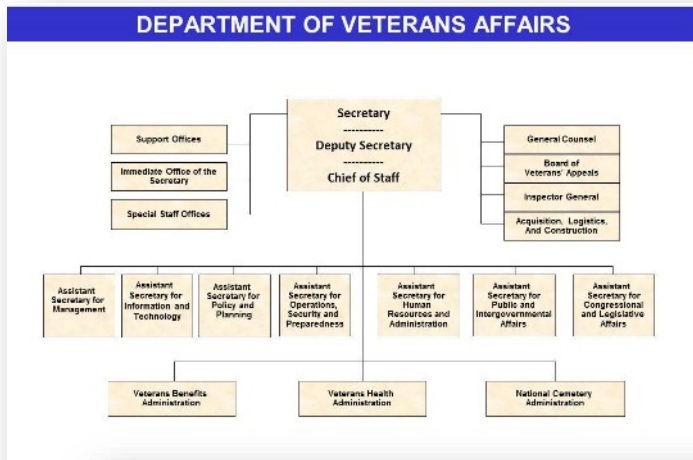 DEPARTMENT OF VETERANS AFFAIRS
Secretary
----------
Deputy Secretary
----------
Chief of Staff
Support Offices
Immediate Office of the
Secretary
Special Staff Offices
General Counsel
Board of
Veterans' Appeals
Inspector General
Acquisition, Logistics,
And Construction
Assistant
Secretary for
Management
Assistant
Secretary for
Information and
Technology
Assistant
Secretary for
Policy and
Planning
Assistant
Secretary for
Operations,
Security and
Preparedness
Assistant
Secretary for
Human
Resources and
Administration
Assistant
Secretary for
Public and
Intergovernmental
Affairs
Assistant
Secretary for
Congressional
and Legislative
Affairs
Veterans Benefits
Administration
Veterans Health
Administration
National Cemetery
Administration